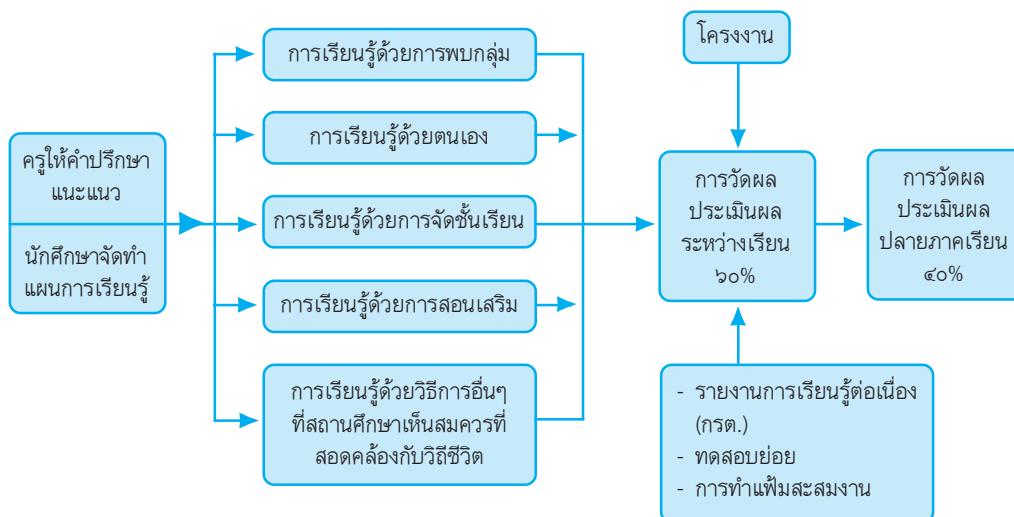 ครูให้คำปรึกษา
แนะแนว
นักศึกษาจัดทำ
แผนการเรียนรู้
การเรียนรู้ด้วยการพบกลุ่ม
การเรียนรู้ด้วยตนเอง
การเรียนรู้ด้วยการจัดชั้นเรียน
การเรียนรู้ด้วยการสอนเสริม
การเรียนรู้ด้วยวิธีการอื่นๆ
ที่สถานศึกษาเห็นสมควรที่
สอดคล้องกับวิถีชีวิต
โครงงาน
การวัดผล
ประเมินผล
ระหว่างเรียน
๖๐%
- รายงานการเรียนรู้ต่อเนื่อง
(กรต.)
- ทดสอบย่อย
- การทำแฟ้มสะสมงาน
การวัดผล
ประเมินผล
ปลายภาคเรียน
๔๐%